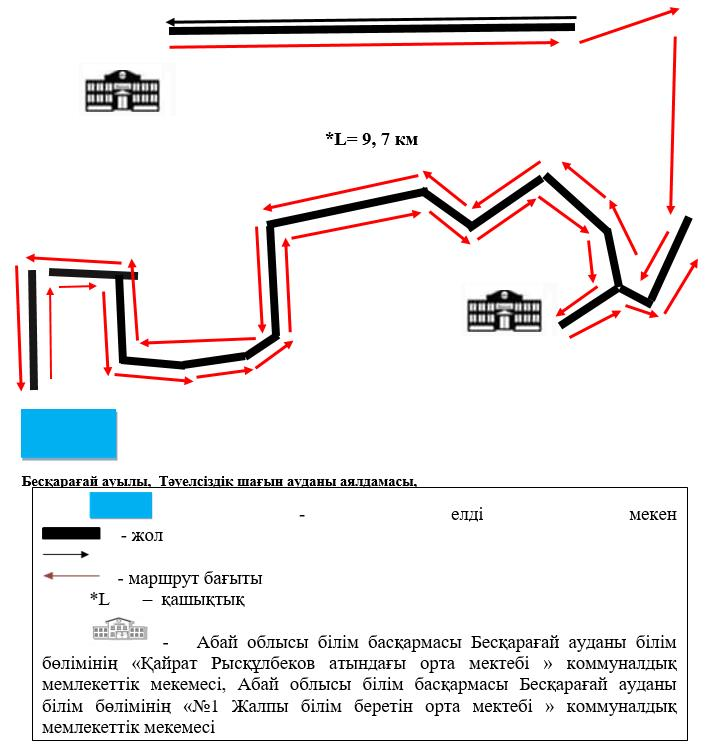 *L= 9, 7 км
Бесқарағай ауылы, Тәуелсіздік шағын ауданы аялдамасы,
- елді мекен
- жол
- маршрут бағыты
*L – қашықтық
- Абай облысы білім басқармасы Бесқарағай ауданы білім
бөлімінің «Қайрат Рысқұлбеков атындағы орта мектебі » коммуналдық
мемлекеттік мекемесі, Абай облысы білім басқармасы Бесқарағай ауданы
білім бөлімінің «№1 Жалпы білім беретін орта мектебі » коммуналдық
мемлекеттік мекемесі